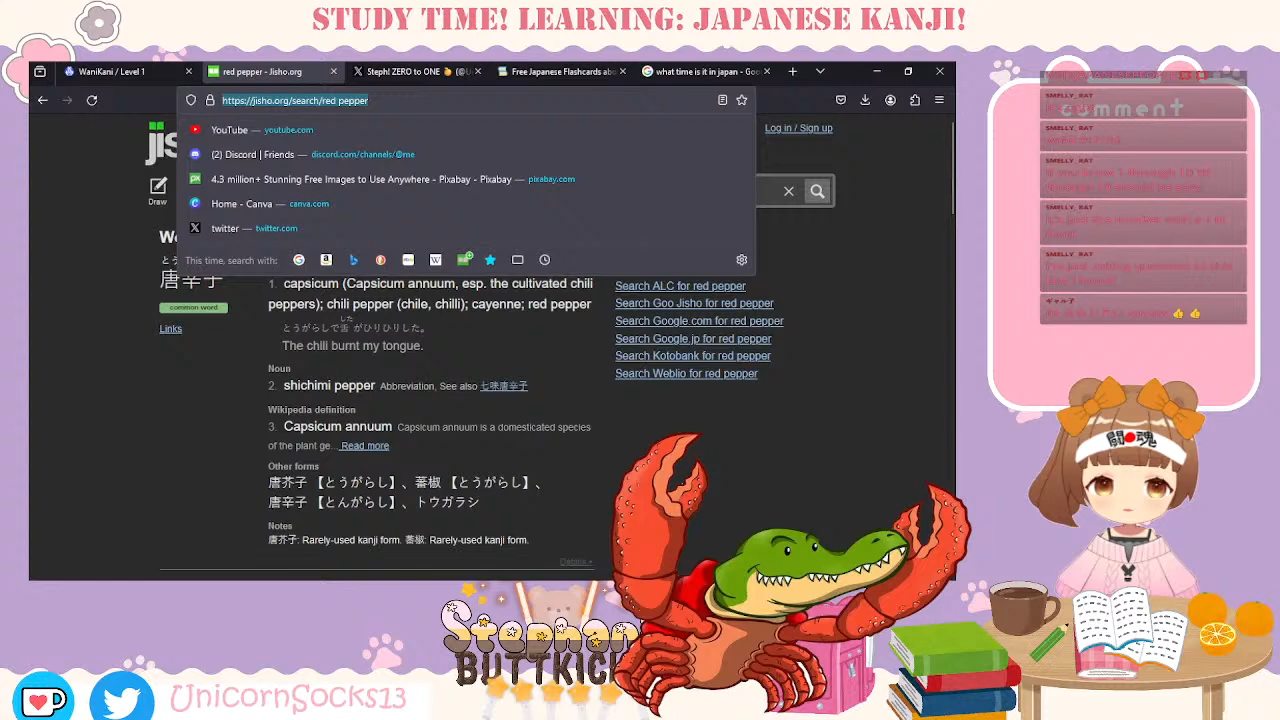 STUDY TIME! LEARNING: JAPANESE KANJI!
WaniKani / Level 1
red pepper - Jisho.org
Steph! ZERO to ONE
Free Japanese Flashcards abo
what time is it in japan - Goo
https://jisho.org/search/red pepper
YouTube — youtube.com
(2) Discord | Friends — discord.com/channels/@me
4.3 million+ Stunning Free Images to Use Anywhere - Pixabay - Pixabay — pixabay.com
Home - Canva — canva.com
twitter — twitter.com
This time, search with:
Log in / Sign up
Draw
唐辛子
common word
Links
1. capsicum (Capsicum annuum, esp. the cultivated chili
peppers); chili pepper (chile, chili); cayenne; red pepper
した
とうがらしで舌がひりひりした。
The chili burnt my tongue.
Noun
2. shichimi pepper Abbreviation, See also 七味唐辛子
Wikipedia definition
3. Capsicum annuum Capsicum annuum is a domesticated species
of the plant ge... Read more
Other forms
唐芥子 【とうがらし】、蕃椒 【とうがらし】、
唐辛子 【とんがらし】、トウガラシ
Notes
唐芥子: Rarely-used kanji form. 蕃椒: Rarely-used kanji form.
Details
Search ALC for red pepper
Search Goo Jisho for red pepper
Search Google.com for red pepper
Search Google.jp for red pepper
Search Kotobank for red pepper
Search Weblio for red pepper
comment
SMELLY_RAT
SMELLY_RAT
SMELLY_RAT
SMELLY_RAT
SMELLY_RAT
ギャル子
闘魂
BUTTKICK
UnicornSocks13